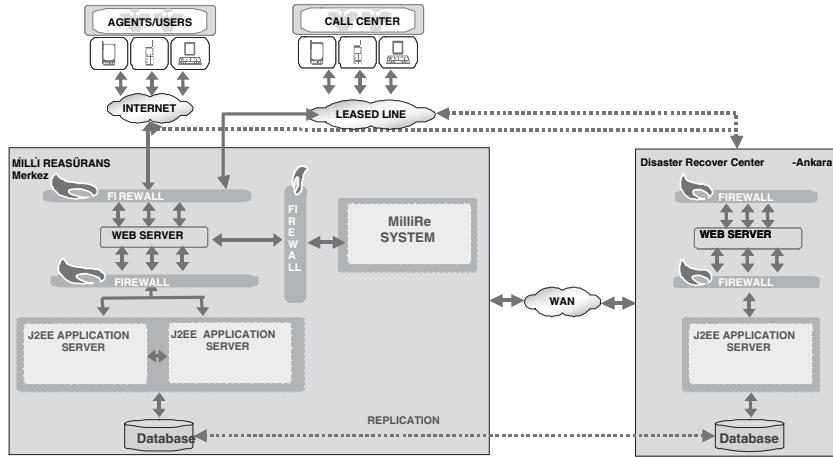 AGENTS/USERS
CALL CENTER
INTERNET
LEASED LINE
MİLLİ REASÜRANS
Merkez
Disaster Recover Center -Ankara
FIREWALL
FIREWALL
MilliRe
SYSTEM
FIREWALL
WEB SERVER
WEB SERVER
FIREWALL
FIREWALL
WAN
J2EE APPLICATION
SERVER
J2EE APPLICATION
SERVER
J2EE APPLICATION
SERVER
REPLICATION
Database
Database